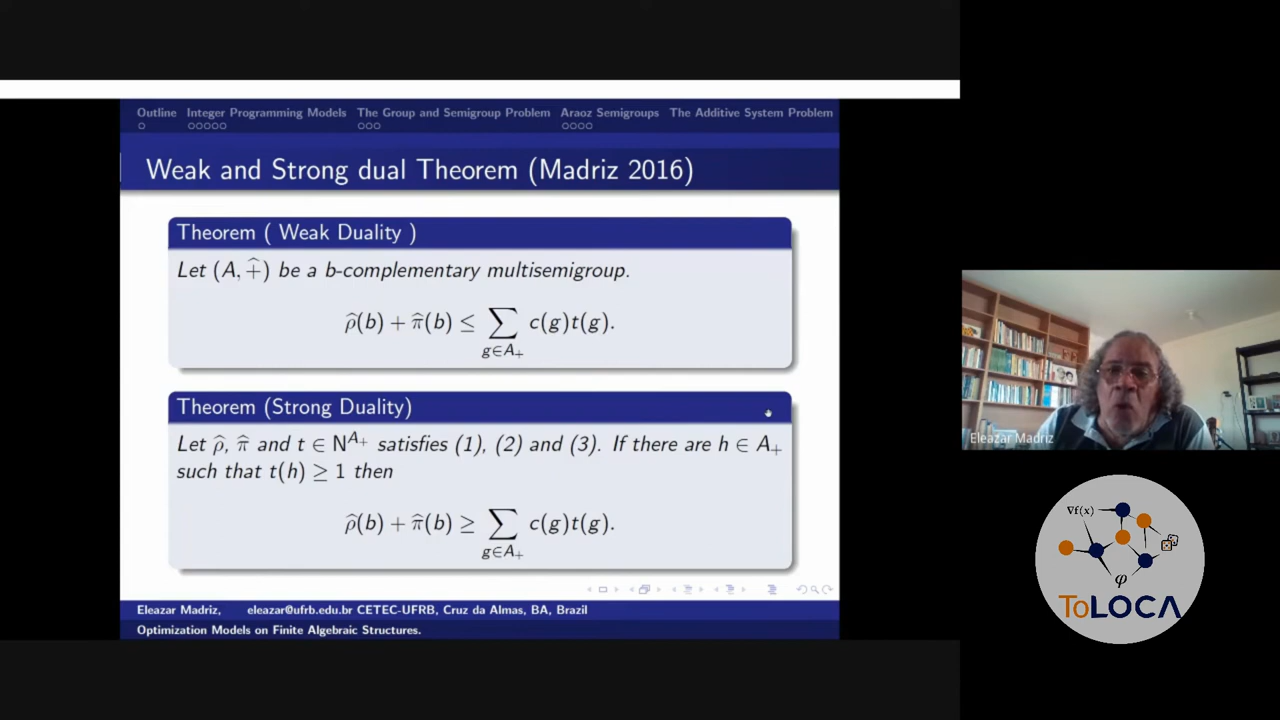 Outline Integer Programming Models The Group and Semigroup Problem Araoz Semigroups The Additive System Problem
Weak and Strong dual Theorem (Madriz 2016)
Theorem ( Weak Duality )
Let (A, +̂) be a b-complementary multisemigroup.
ρ̂(b) + π̂(b) ≤ ∑ c(g)t(g).
g∈A₊
Theorem (Strong Duality)
Let ρ̂, π̂ and t ∈ ℕ^{A₊} satisfies (1), (2) and (3). If there are h ∈ A₊
such that t(h) ≥ 1 then
ρ̂(b) + π̂(b) ≥ ∑ c(g)t(g).
g∈A₊
Eleazar Madriz, eleazar@ufrb.edu.br CETEC-UFRB, Cruz da Almas, BA, Brazil
Optimization Models on Finite Algebraic Structures.
Eleazar Madriz
∇f(x)
φ
ToLOCA